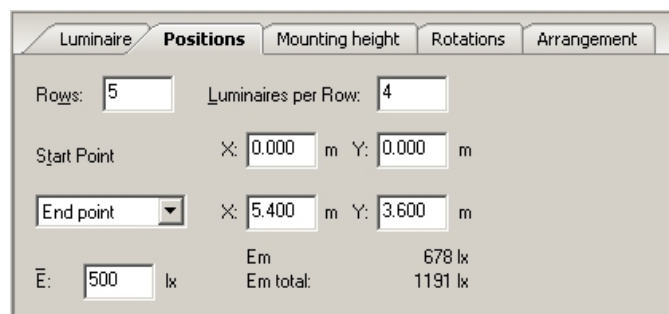 Luminaire Positions Mounting height Rotations Arrangement
Rows: 5 Luminaires per Row: 4
Start Point X: 0.000 m Y: 0.000 m
End point X: 5.400 m Y: 3.600 m
Em 678 lx
E̅: 500 lx Em total: 1191 lx